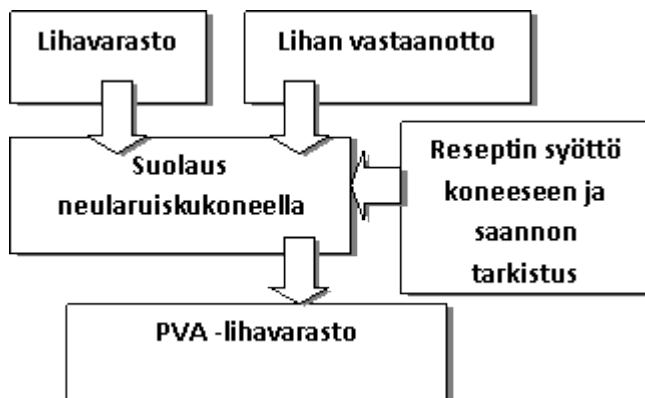 Lihavarasto
Lihan vastaanotto
Suolaus
neularuiskukoneella
Reseptin syöttö
koneeseen ja
saannon
tarkistus
PVA -lihavarasto